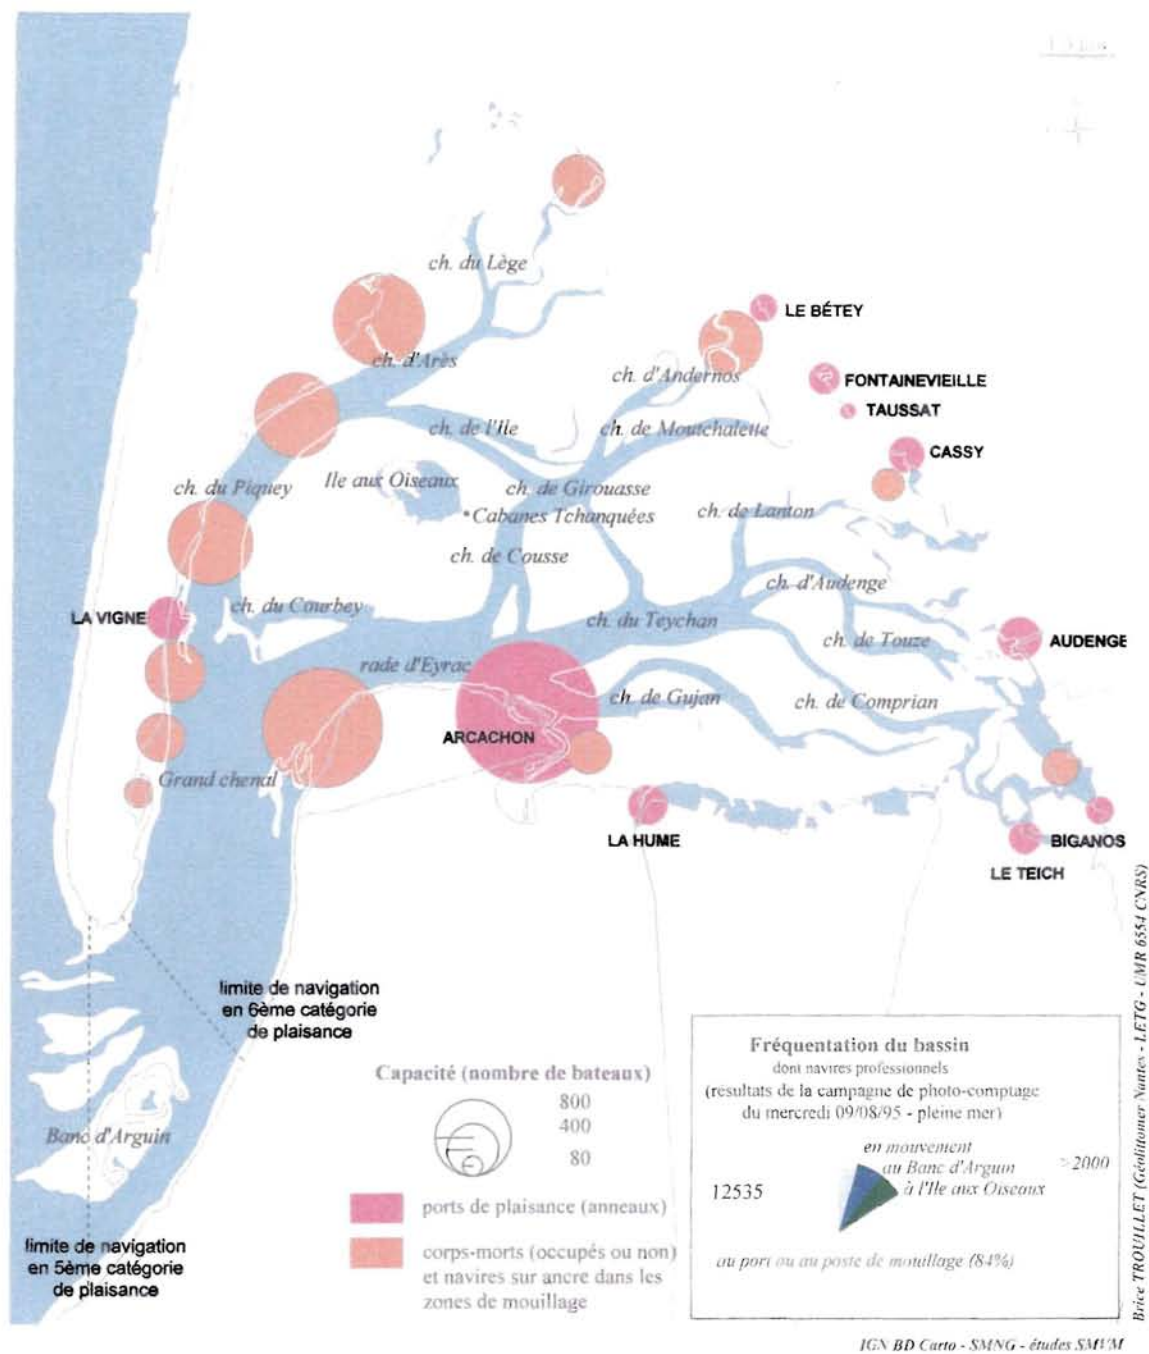 ch. du Lège
LE BÉTEY
ch. d'Arès
ch. d'Andernos
FONTAINEVIEILLE
TAUSSAT
ch. de l'Ile
ch. de Moutchalette
CASSY
Ile aux Oiseaux
ch. du Piquey
ch. de Girouasse
Cabanes Tchanquées
ch. de Lanton
ch. de Cousse
ch. d'Audenge
ch. du Courbey
LA VIGNE
ch. du Teychan
ch. de Touze
AUDENGE
rade d'Eyrac
ch. de Gujan
ch. de Comprian
ARCACHON
Grand chenal
LA HUME
BIGANOS
LE TEICH
limite de navigation
en 6ème catégorie
de plaisance
Banc d'Arguin
limite de navigation
en 5ème catégorie
de plaisance
Capacité (nombre de bateaux)
800
400
80
ports de plaisance (anneaux)
corps-morts (occupés ou non)
et navires sur ancre dans les
zones de mouillage
Fréquentation du bassin
dont navires professionnels
(résultats de la campagne de photo-comptage
du mercredi 09/08/95 - pleine mer)
en mouvement
au Banc d'Arguin
à l'Ile aux Oiseaux
>2000
12535
au port ou au poste de mouillage (84%)
Brice TROUILLET (Géolittomer Nantes - LETG - UMR 6554 CNRS)
IGN BD Carto - SMNG - études SMVM